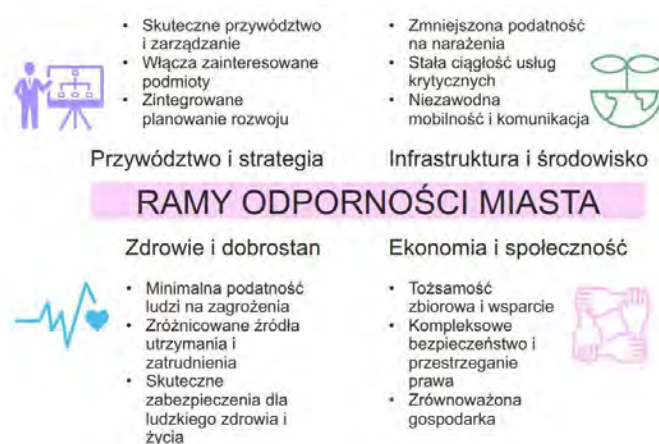 • Skuteczne przywództwo
i zarządzanie
• Włącza zainteresowane
podmioty
• Zintegrowane
planowanie rozwoju
Przywództwo i strategia
• Zmniejszona podatność
na narażenia
• Stała ciągłość usług
krytycznych
• Niezawodna
mobilność i komunikacja
Infrastruktura i środowisko
RAMY ODPORNOŚCI MIASTA
Zdrowie i dobrostan
• Minimalna podatność
ludzi na zagrożenia
• Zróżnicowane źródła
utrzymania i
zatrudnienia
• Skuteczne
zabezpieczenia dla
ludzkiego zdrowia i
życia
Ekonomia i społeczność
• Tożsamość
zbiorowa i wsparcie
• Kompleksowe
bezpieczeństwo i
przestrzeganie
prawa
• Zrównoważona
gospodarka